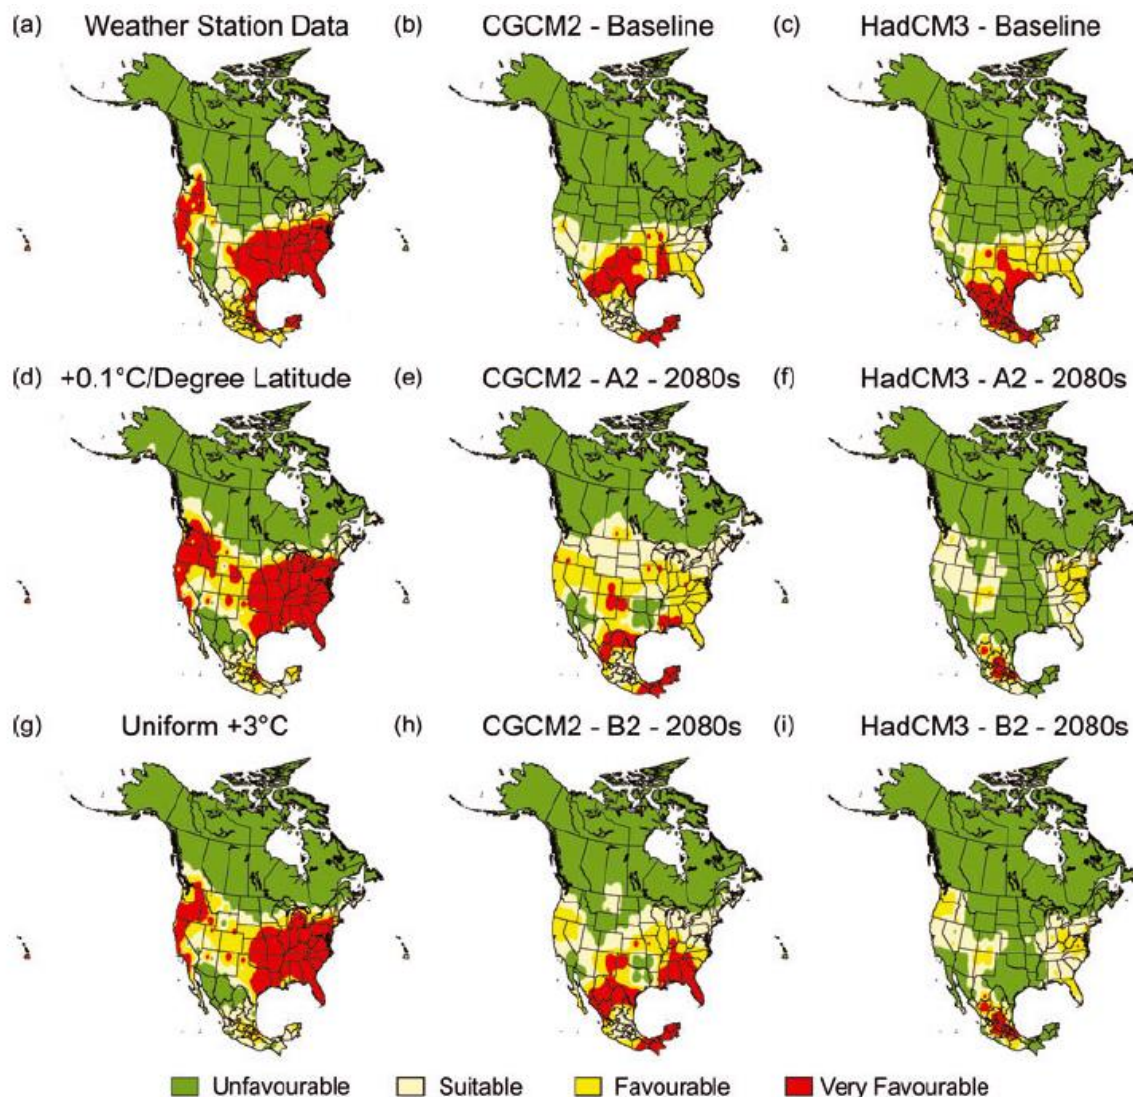 (a) Weather Station Data (b) CGCM2 - Baseline (c) HadCM3 - Baseline
(d) +0.1°C/Degree Latitude (e) CGCM2 - A2 - 2080s (f) HadCM3 - A2 - 2080s
(g) Uniform +3°C (h) CGCM2 - B2 - 2080s (i) HadCM3 - B2 - 2080s
Unfavourable Suitable Favourable Very Favourable